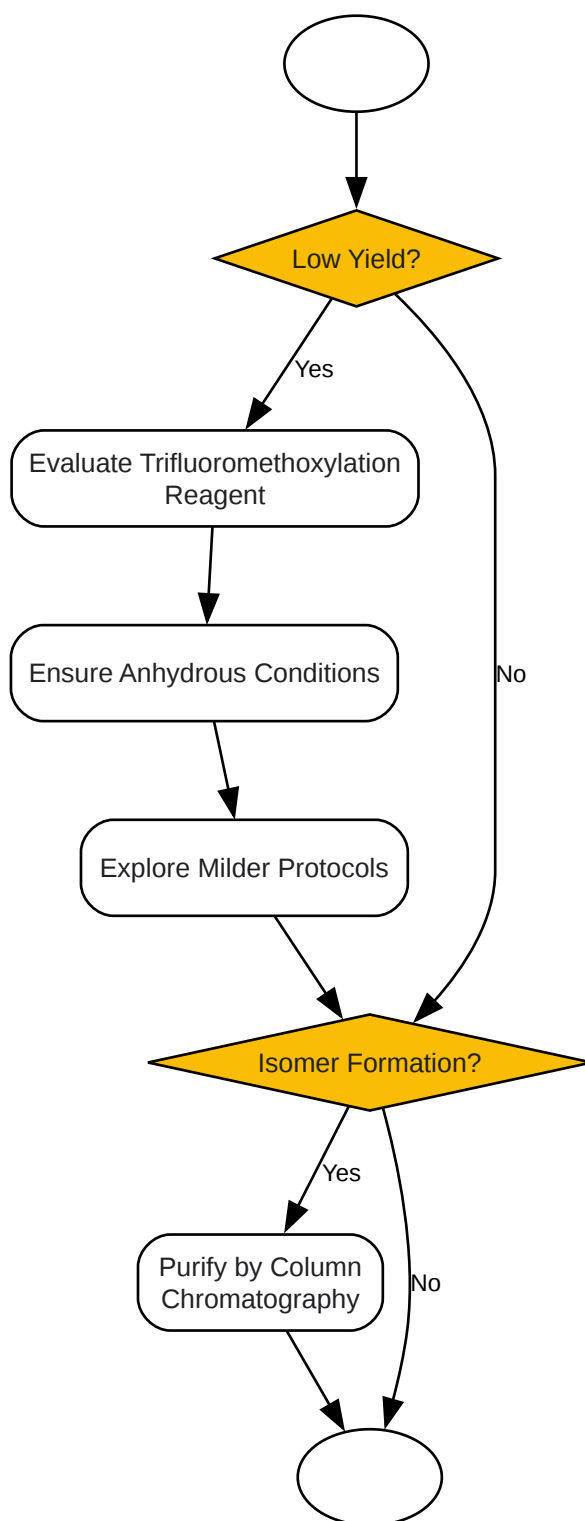 Low Yield?
Yes
Evaluate Trifluoromethoxylation
Reagent
Ensure Anhydrous Conditions
No
Explore Milder Protocols
Isomer Formation?
Yes
Purify by Column
Chromatography
No